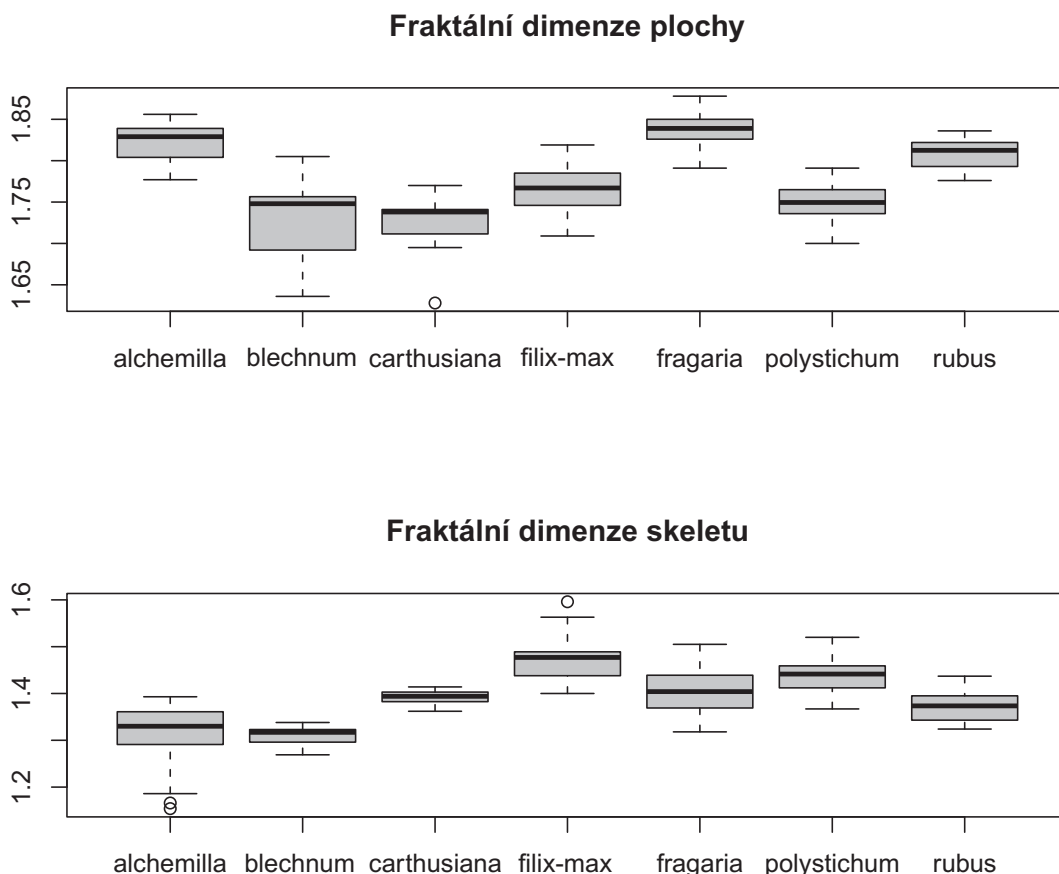 Fraktální dimenze plochy
1.85
1.75
1.65
alchemilla blechnum carthusiana filix-max fragaria polystichum rubus
Fraktální dimenze skeletu
1.6
1.4
1.2
alchemilla blechnum carthusiana filix-max fragaria polystichum rubus